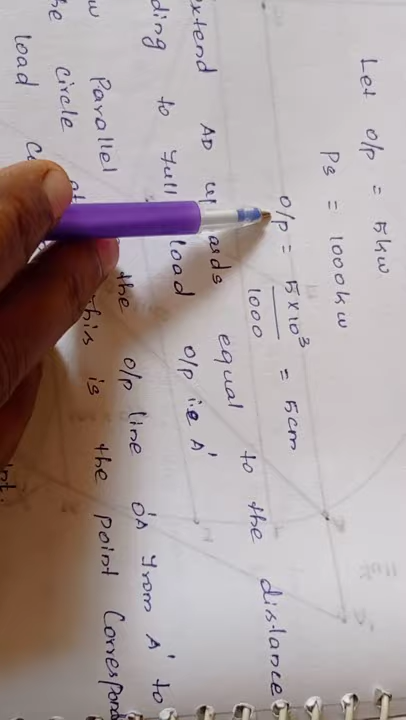 Let O/p = 5kw
Ps = 1000kw
O/p = 5×10³ = 5cm
1000
extend AD upwards equal to the distance
ding to full load o/p i.e A'
w Parallel the o/p line O'A from A' to
he circle at this is the point Correspond
load